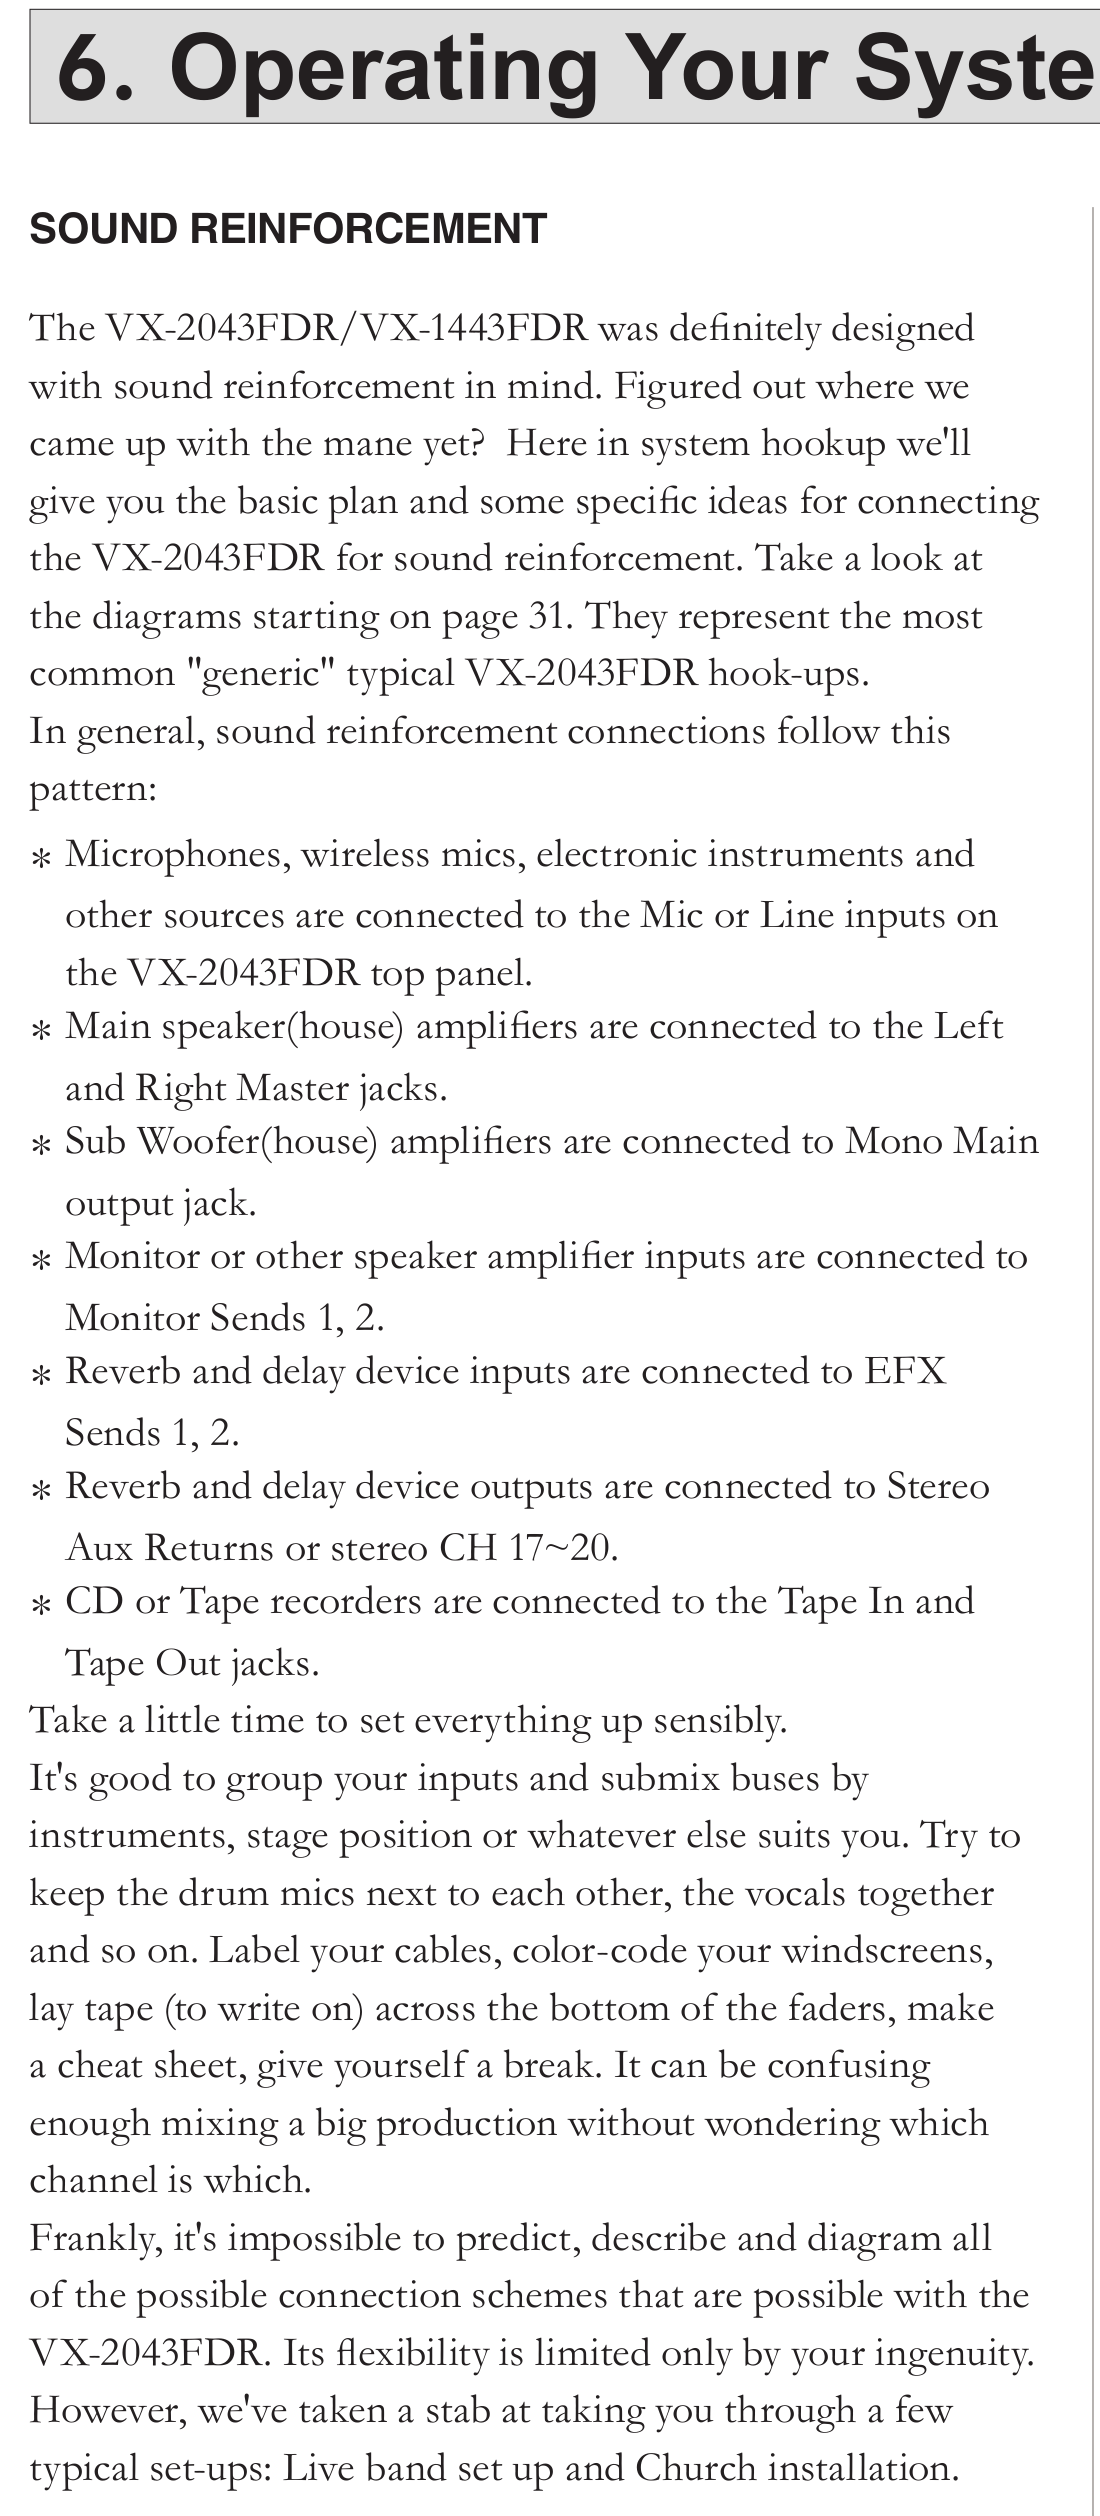 6. Operating Your Syste
SOUND REINFORCEMENT
The VX-2043FDR/VX-1443FDR was definitely designed
with sound reinforcement in mind. Figured out where we
came up with the mane yet?  Here in system hookup we'll
give you the basic plan and some specific ideas for connecting
the VX-2043FDR for sound reinforcement. Take a look at
the diagrams starting on page 31. They represent the most
common "generic" typical VX-2043FDR hook-ups.
In general, sound reinforcement connections follow this
pattern:
* Microphones, wireless mics, electronic instruments and
other sources are connected to the Mic or Line inputs on
the VX-2043FDR top panel.
* Main speaker(house) amplifiers are connected to the Left
and Right Master jacks.
* Sub Woofer(house) amplifiers are connected to Mono Main
output jack.
* Monitor or other speaker amplifier inputs are connected to
Monitor Sends 1, 2.
* Reverb and delay device inputs are connected to EFX
Sends 1, 2.
* Reverb and delay device outputs are connected to Stereo
Aux Returns or stereo CH 17~20.
* CD or Tape recorders are connected to the Tape In and
Tape Out jacks.
Take a little time to set everything up sensibly.
It's good to group your inputs and submix buses by
instruments, stage position or whatever else suits you. Try to
keep the drum mics next to each other, the vocals together
and so on. Label your cables, color-code your windscreens,
lay tape (to write on) across the bottom of the faders, make
a cheat sheet, give yourself a break. It can be confusing
enough mixing a big production without wondering which
channel is which.
Frankly, it's impossible to predict, describe and diagram all
of the possible connection schemes that are possible with the
VX-2043FDR. Its flexibility is limited only by your ingenuity.
However, we've taken a stab at taking you through a few
typical set-ups: Live band set up and Church installation.